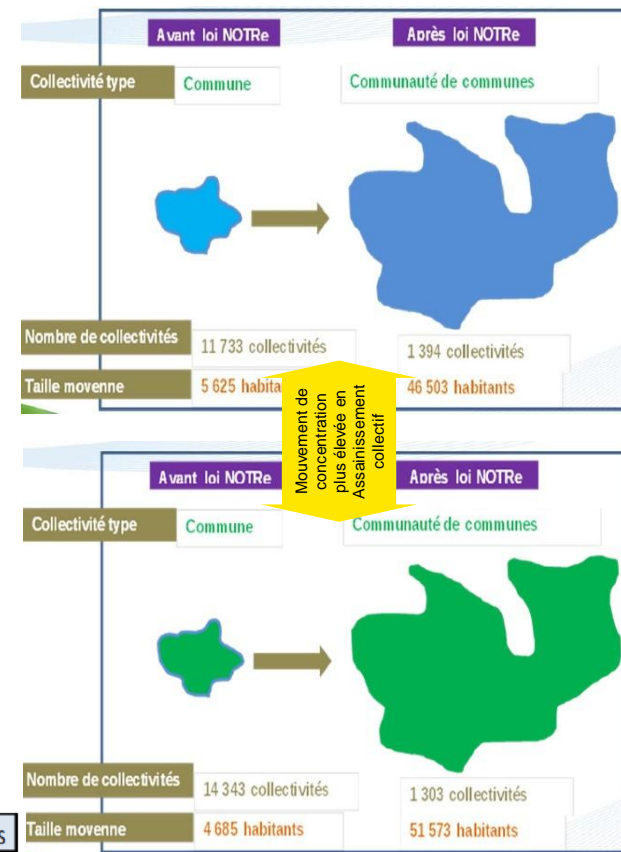 Avant loi NOTRe Après loi NOTRe
Collectivité type Commune Communauté de communes
Nombre de collectivités 11 733 collectivités 1 394 collectivités
Taille moyenne 5 625 habita 46 503 habitants
Mouvement de
concentration
plus élevée en
Assainissement
collectif
Avant loi NOTRe Après loi NOTRe
Collectivité type Commune Communauté de communes
Nombre de collectivités 14 343 collectivités 1 303 collectivités
s Taille moyenne 4 685 habitants 51 573 habitants